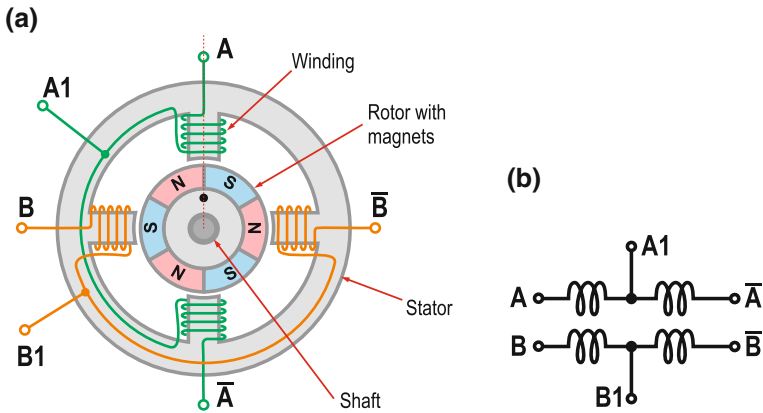 (a)
A
Winding
A1
Rotor with
magnets
N
S
B
S
N
B̅
N
S
Stator
B1
A̅
Shaft
(b)
A1
A
A̅
B
B̅
B1